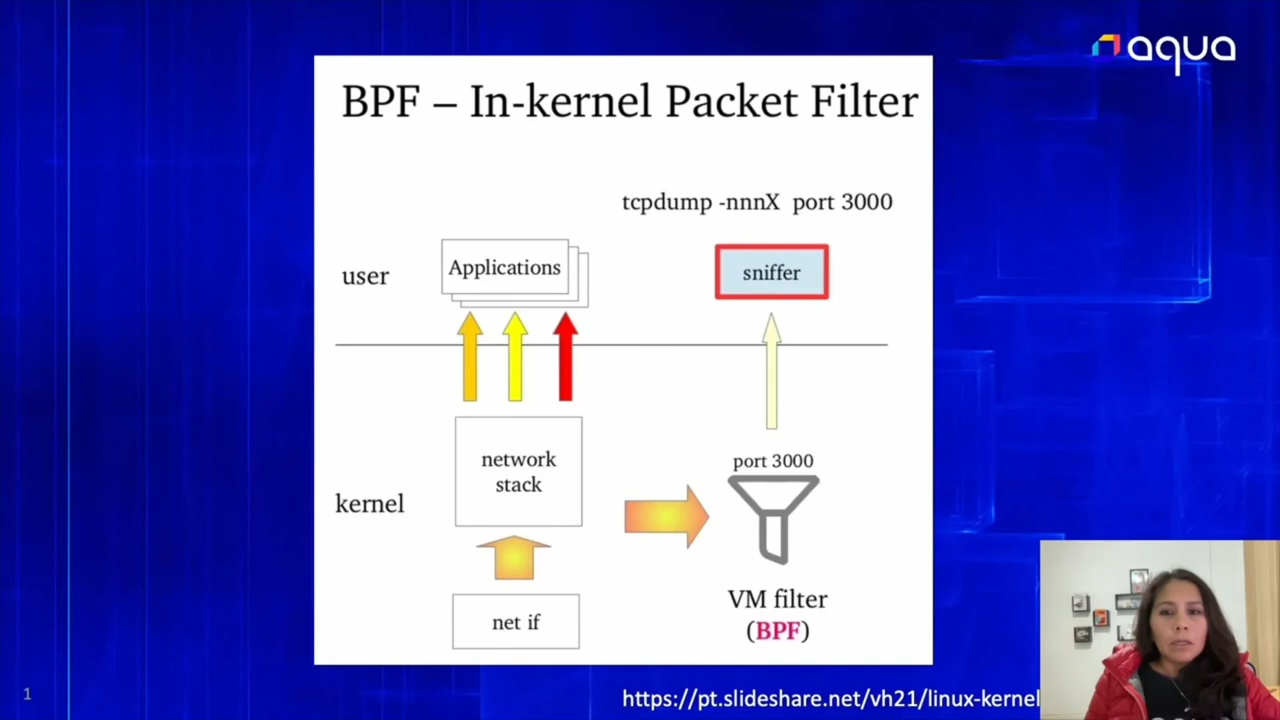 aqua
BPF – In-kernel Packet Filter
tcpdump -nnnX port 3000
user
Applications
sniffer
network
stack
port 3000
kernel
net if
VM filter
(BPF)
1
https://pt.slideshare.net/vh21/linux-kernel